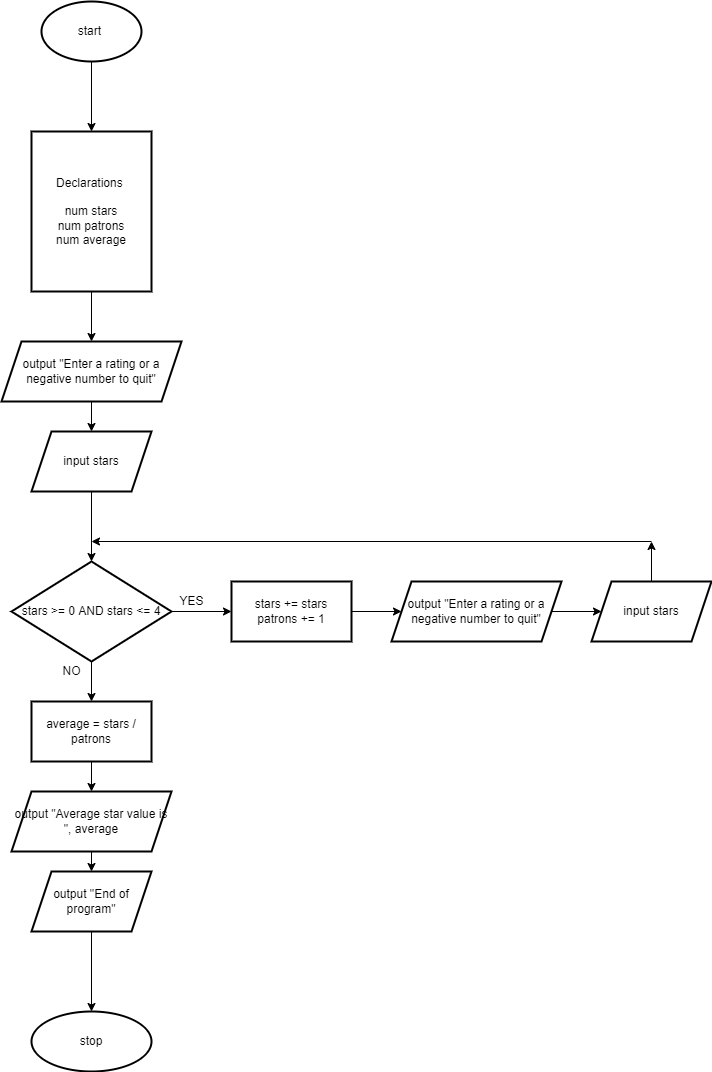 start
Declarations
num stars
num patrons
num average
output "Enter a rating or a
negative number to quit"
input stars
stars >= 0 AND stars <= 4
YES
stars += stars
patrons += 1
output "Enter a rating or a
negative number to quit"
input stars
NO
average = stars /
patrons
output "Average star value is
", average
output "End of
program"
stop